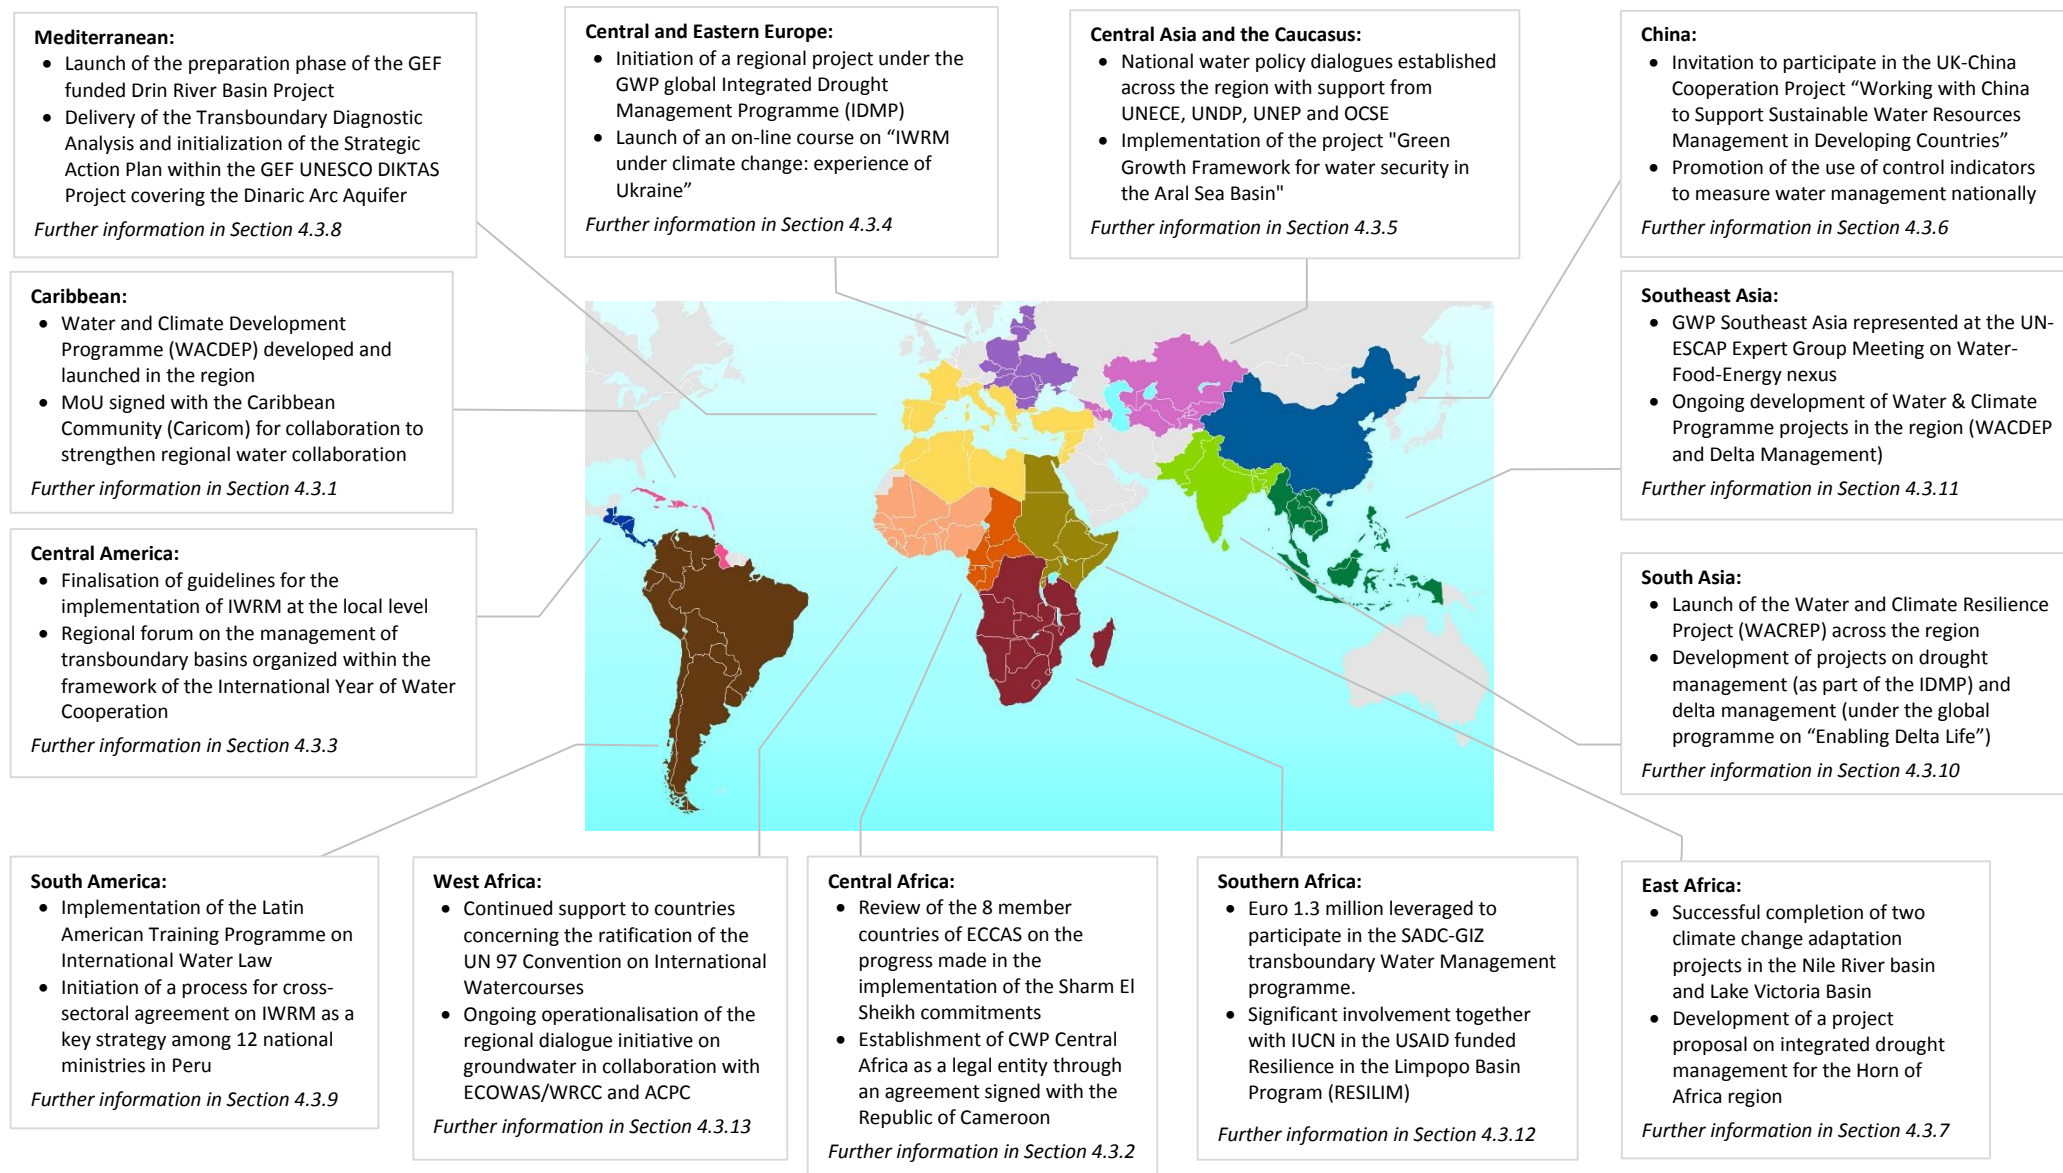 Mediterranean:
• Launch of the preparation phase of the GEF
funded Drin River Basin Project
• Delivery of the Transboundary Diagnostic
Analysis and initialization of the Strategic
Action Plan within the GEF UNESCO DIKTAS
Project covering the Dinaric Arc Aquifer
Further information in Section 4.3.8
Central and Eastern Europe:
• Initiation of a regional project under the
GWP global Integrated Drought
Management Programme (IDMP)
• Launch of an on-line course on “IWRM
under climate change: experience of
Ukraine”
Further information in Section 4.3.4
Central Asia and the Caucasus:
• National water policy dialogues established
across the region with support from
UNECE, UNDP, UNEP and OCSE
• Implementation of the project "Green
Growth Framework for water security in
the Aral Sea Basin"
Further information in Section 4.3.5
China:
• Invitation to participate in the UK-China
Cooperation Project “Working with China
to Support Sustainable Water Resources
Management in Developing Countries”
• Promotion of the use of control indicators
to measure water management nationally
Further information in Section 4.3.6
Caribbean:
• Water and Climate Development
Programme (WACDEP) developed and
launched in the region
• MoU signed with the Caribbean
Community (Caricom) for collaboration to
strengthen regional water collaboration
Further information in Section 4.3.1
Southeast Asia:
• GWP Southeast Asia represented at the UN-
ESCAP Expert Group Meeting on Water-
Food-Energy nexus
• Ongoing development of Water & Climate
Programme projects in the region (WACDEP
and Delta Management)
Further information in Section 4.3.11
Central America:
• Finalisation of guidelines for the
implementation of IWRM at the local level
• Regional forum on the management of
transboundary basins organized within the
framework of the International Year of Water
Cooperation
Further information in Section 4.3.3
South Asia:
• Launch of the Water and Climate Resilience
Project (WACREP) across the region
• Development of projects on drought
management (as part of the IDMP) and
delta management (under the global
programme on “Enabling Delta Life”)
Further information in Section 4.3.10
South America:
• Implementation of the Latin
American Training Programme on
International Water Law
• Initiation of a process for cross-
sectoral agreement on IWRM as a
key strategy among 12 national
ministries in Peru
Further information in Section 4.3.9
West Africa:
• Continued support to countries
concerning the ratification of the
UN 97 Convention on International
Watercourses
• Ongoing operationalisation of the
regional dialogue initiative on
groundwater in collaboration with
ECOWAS/WRCC and ACPC
Further information in Section 4.3.13
Central Africa:
• Review of the 8 member
countries of ECCAS on the
progress made in the
implementation of the Sharm El
Sheikh commitments
• Establishment of CWP Central
Africa as a legal entity through
an agreement signed with the
Republic of Cameroon
Further information in Section 4.3.2
Southern Africa:
• Euro 1.3 million leveraged to
participate in the SADC-GIZ
transboundary Water Management
programme.
• Significant involvement together
with IUCN in the USAID funded
Resilience in the Limpopo Basin
Program (RESILIM)
Further information in Section 4.3.12
East Africa:
• Successful completion of two
climate change adaptation
projects in the Nile River basin
and Lake Victoria Basin
• Development of a project
proposal on integrated drought
management for the Horn of
Africa region
Further information in Section 4.3.7